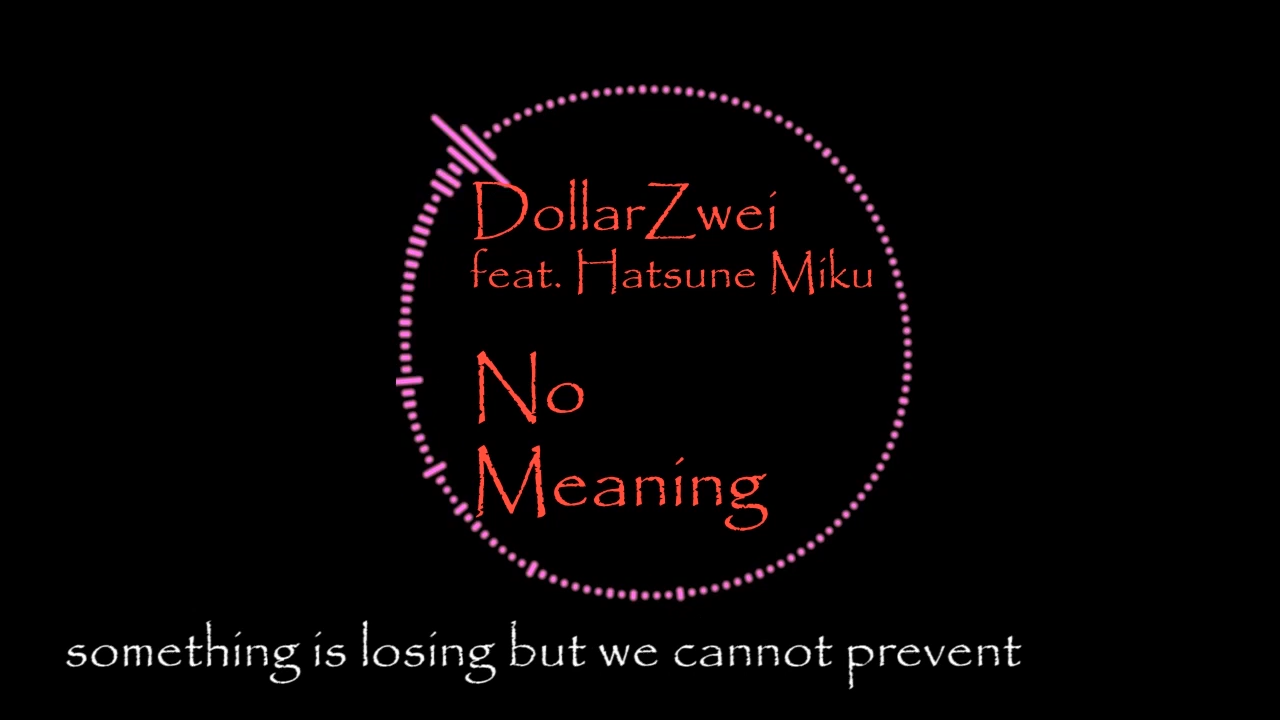 DollarZwei
feat. Hatsune Miku
No
Meaning
something is losing but we cannot prevent